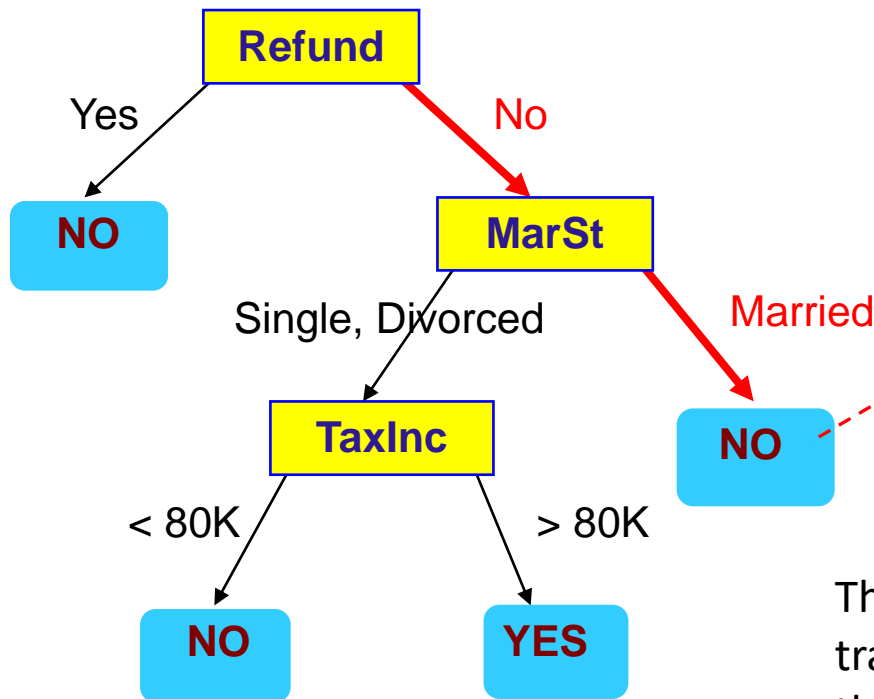 Refund
Yes
No
NO
MarSt
Single, Divorced
Married
TaxInc
NO
< 80K
> 80K
NO
YES